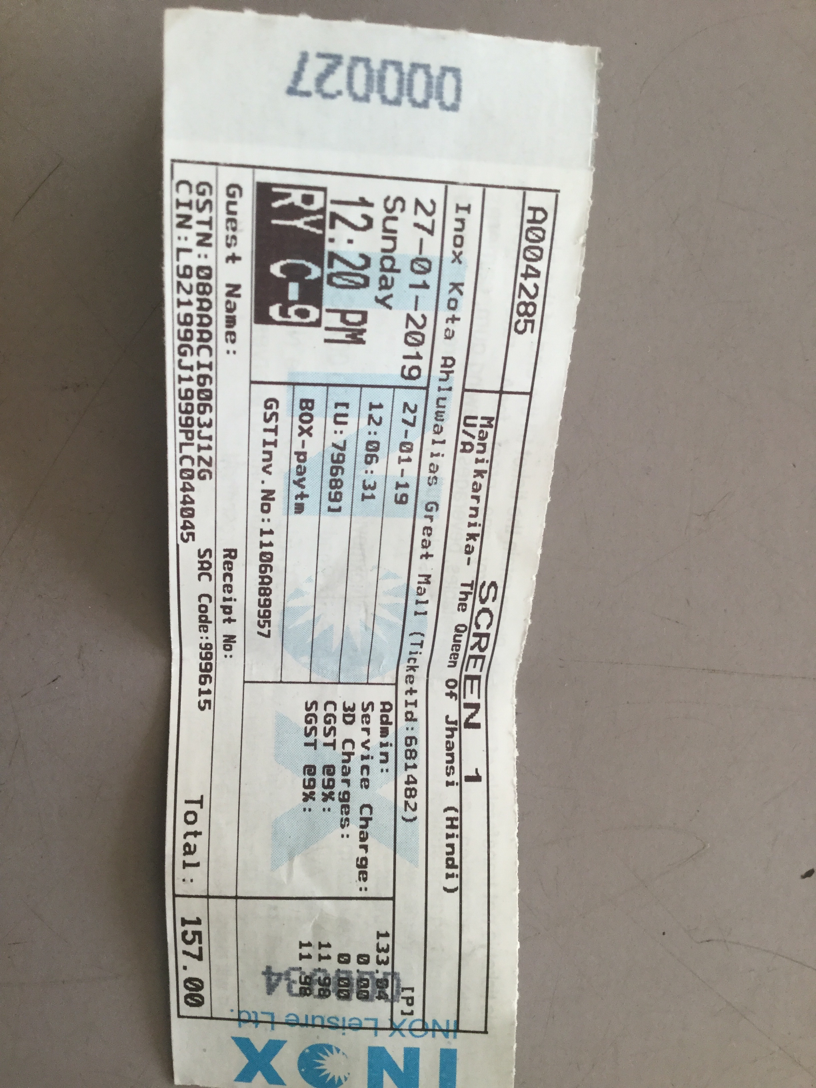 000027
A004285
SCREEN 1
Manikarnika- The Queen Of Jhansi (Hindi)
U/A
Inox Kota Ahluwalias Great Mall (TicketId:681482)
[P]
27-01-2019
Sunday
12.20 PM
RY C-9
27-01-19
12:06:31
[U:79689]
BOX-paytm
GSTInv.No:1106A89957
Admin: 133.04
Service Charge: 0.00
3D Charges: 0.00
CGST @9%: 11.98
SGST @9%: 11.98
Guest Name:
Receipt No:
GSTN:08AAACI6063J1ZG
SAC Code:999615
CIN:L92199GJ1999PLC044045
Total: 157.00
000034
INOX Leisure Ltd.
INOX
INOX